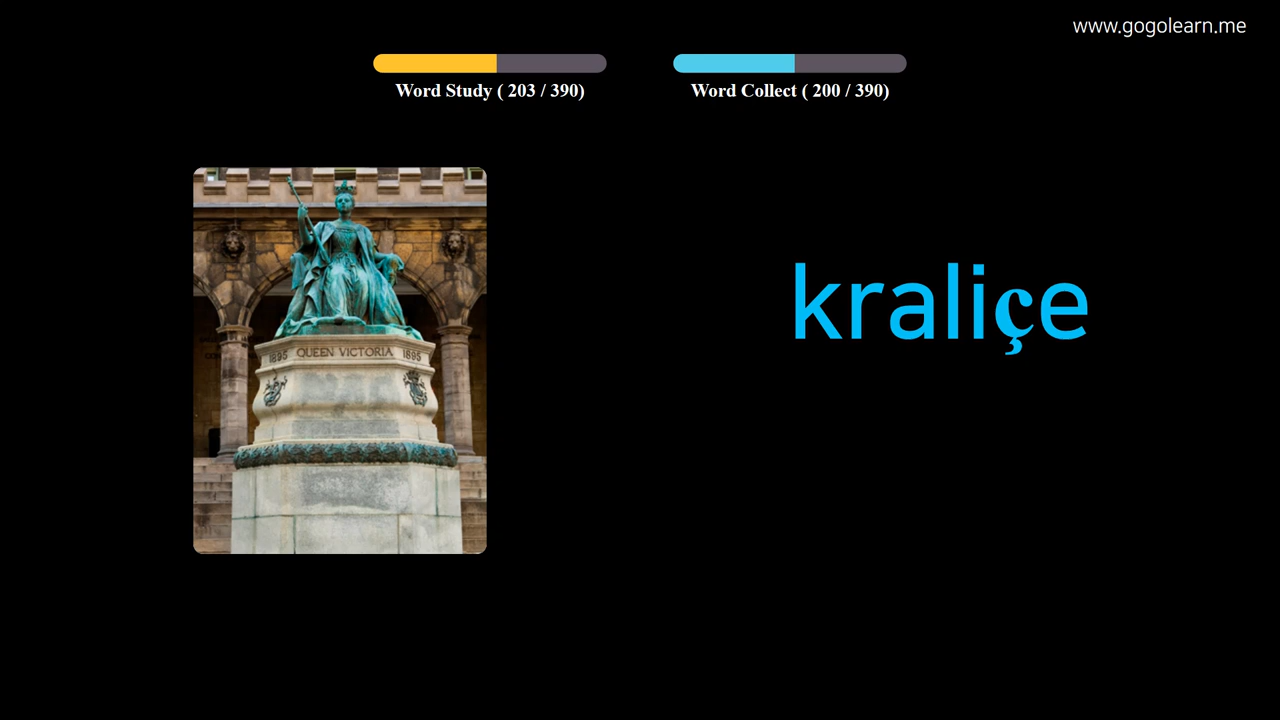 www.gogolearn.me
Word Study ( 203 / 390)
Word Collect ( 200 / 390)
kraliçe
1895 QUEEN VICTORIA 1895